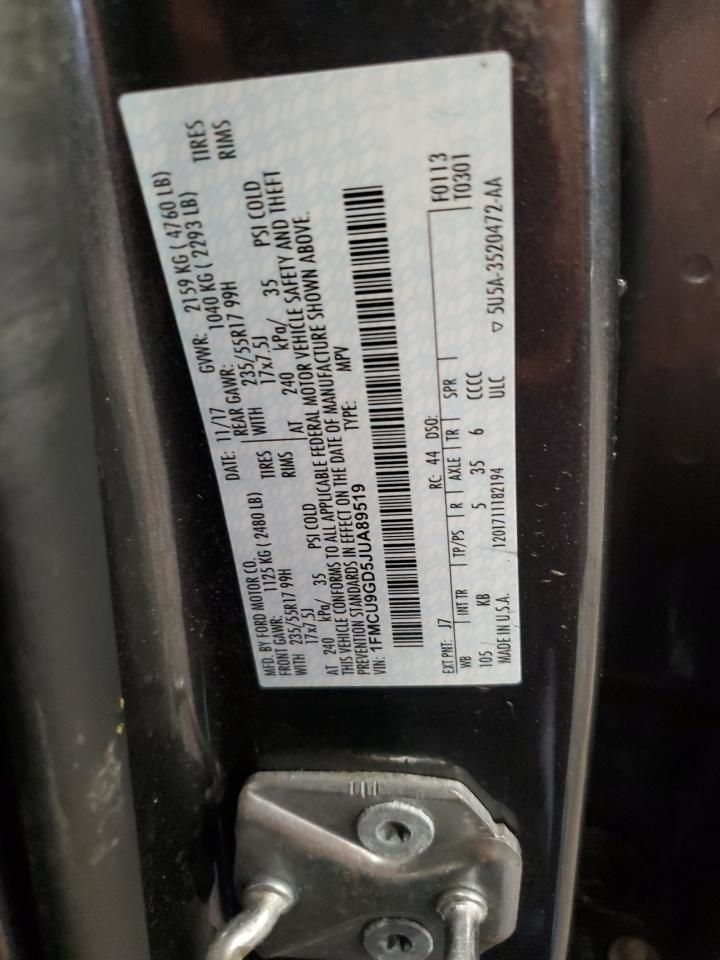 MFD. BY FORD MOTOR CO.
DATE: 11/17 GVWR: 2159 KG ( 4760 LB)
FRONT GAWR: 1125 KG ( 2480 LB) REAR GAWR: 1040 KG ( 2293 LB)
WITH 235/55R17 99H TIRES WITH 235/55R17 99H TIRES
17x7.5J RIMS 17x7.5J RIMS
AT 240 kPa/ 35 PSI COLD AT 240 kPa/ 35 PSI COLD
THIS VEHICLE CONFORMS TO ALL APPLICABLE FEDERAL MOTOR VEHICLE SAFETY AND THEFT
PREVENTION STANDARDS IN EFFECT ON THE DATE OF MANUFACTURE SHOWN ABOVE.
VIN: 1FMCU9GD5JUA89519 TYPE: MPV
F0113
EXT PNT: J7 RC: 44 DSO: T0301
WB INT TR TP/PS R AXLE TR SPR
105 KB 5 35 6 CCCC
MADE IN U.S.A. 1201711182194 ULC ▽ 5U5A-3520472-AA